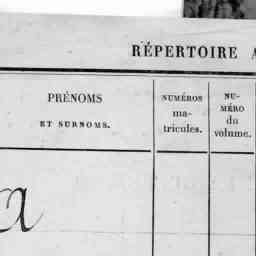 RÉPERTOIRE A
PRÉNOMS
ET SURNOMS.
NUMÉROS
ma-
tricules.
NU-
MÉRO
du
volume.
a